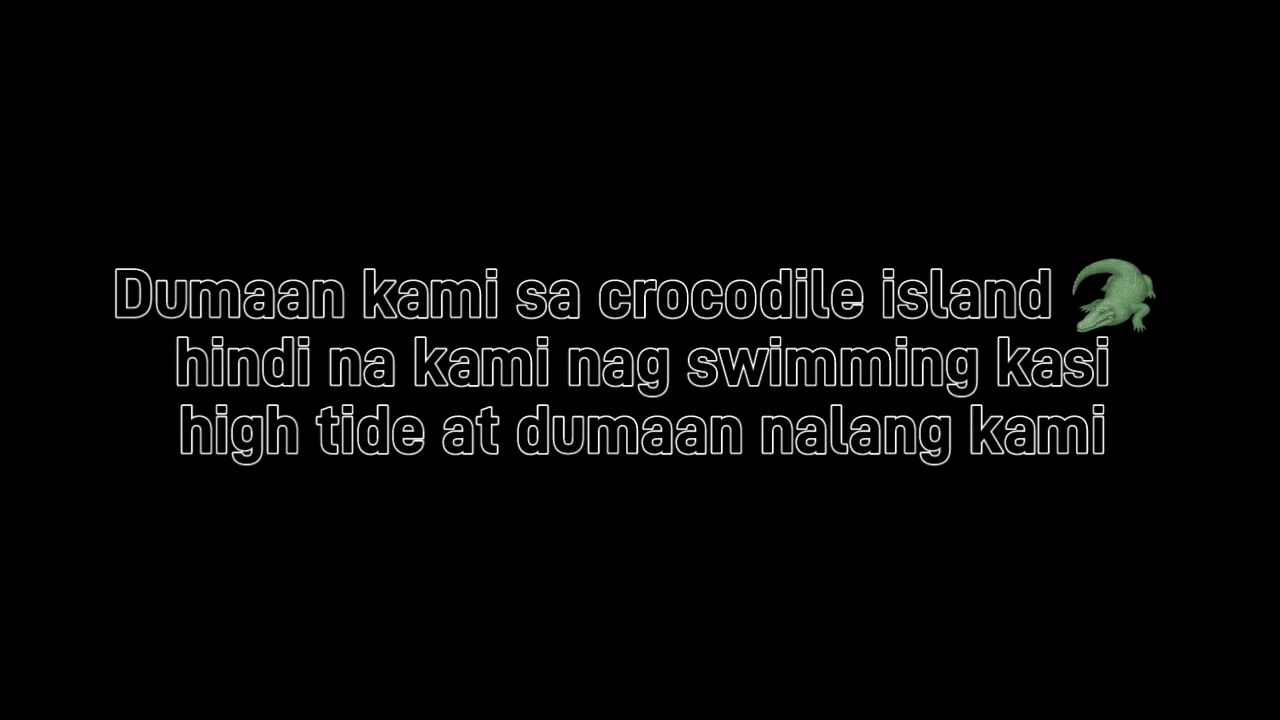 Dumaan kami sa crocodile island 🐊
hindi na kami nag swimming kasi
high tide at dumaan nalang kami